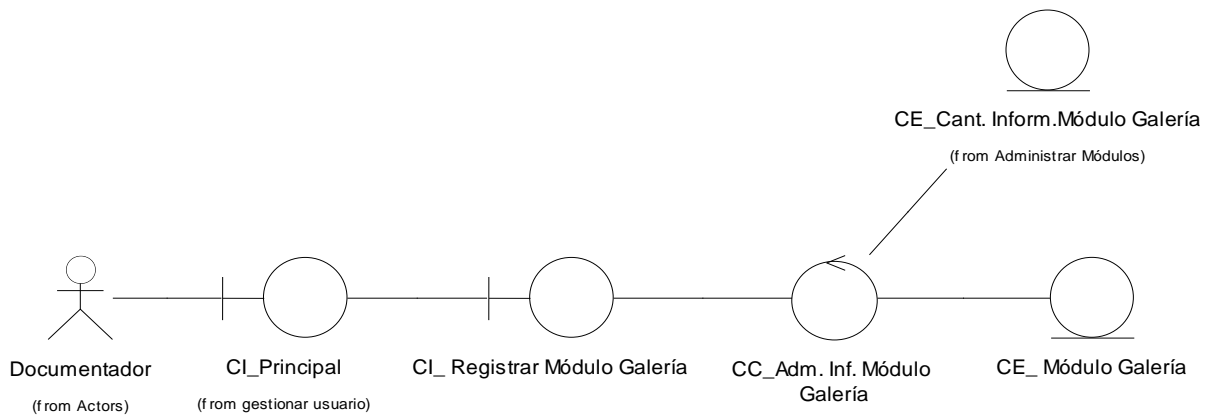 CE_Cant. Inform.Módulo Galería
(from Administrar Módulos)
Documentador
(from Actors)
CI_Principal
(from gestionar usuario)
CI_ Registrar Módulo Galería
CC_Adm. Inf. Módulo
Galería
CE_ Módulo Galería